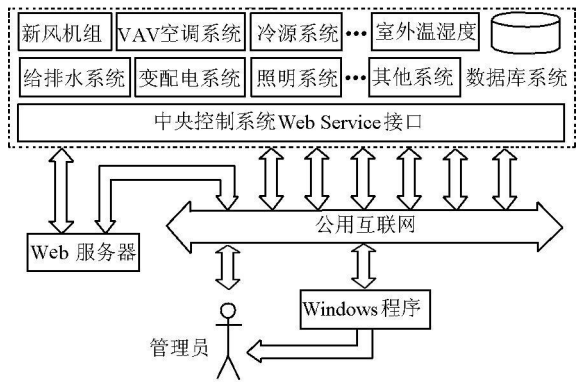 新风机组 VAV空调系统 冷源系统 ••• 室外温湿度
给排水系统 变配电系统 照明系统 ••• 其他系统 数据库系统
中央控制系统Web Service接口
公用互联网
Web 服务器
Windows程序
管理员